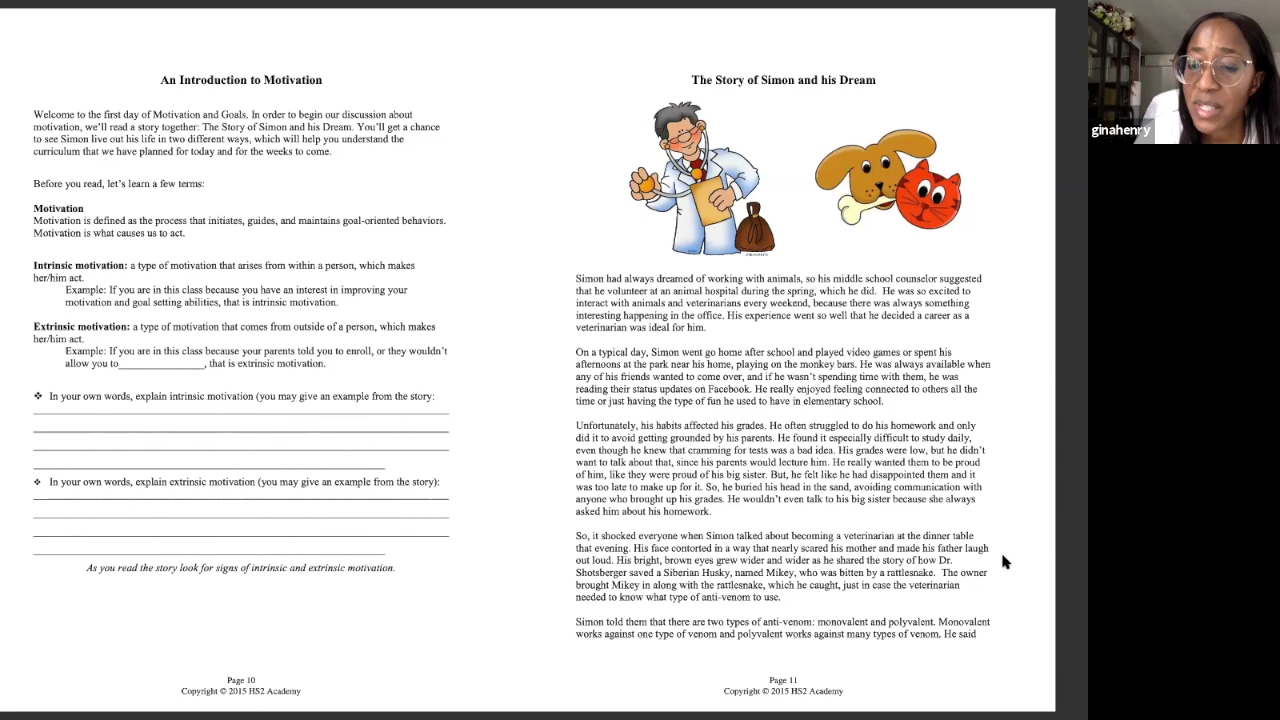 An Introduction to Motivation
Welcome to the first day of Motivation and Goals. In order to begin our discussion about
motivation, we'll read a story together: The Story of Simon and his Dream. You'll get a chance
to see Simon live out his life in two different ways, which will help you understand the
curriculum that we have planned for today and for the weeks to come.
Before you read, let's learn a few terms:
Motivation
Motivation is defined as the process that initiates, guides, and maintains goal-oriented behaviors.
Motivation is what causes us to act.
Intrinsic motivation: a type of motivation that arises from within a person, which makes
her/him act.
Example: If you are in this class because you have an interest in improving your
motivation and goal setting abilities, that is intrinsic motivation.
Extrinsic motivation: a type of motivation that comes from outside of a person, which makes
her/him act.
Example: If you are in this class because your parents told you to enroll, or they wouldn't
allow you to_________________, that is extrinsic motivation.
❖ In your own words, explain intrinsic motivation (you may give an example from the story:
❖ In your own words, explain extrinsic motivation (you may give an example from the story):
As you read the story look for signs of intrinsic and extrinsic motivation.
Page 10
Copyright © 2015 HS2 Academy
The Story of Simon and his Dream
Simon had always dreamed of working with animals, so his middle school counselor suggested
that he volunteer at an animal hospital during the spring, which he did. He was so excited to
interact with animals and veterinarians every weekend, because there was always something
interesting happening in the office. His experience went so well that he decided a career as a
veterinarian was ideal for him.
On a typical day, Simon went go home after school and played video games or spent his
afternoons at the park near his home, playing on the monkey bars. He was always available when
any of his friends wanted to come over, and if he wasn't spending time with them, he was
reading their status updates on Facebook. He really enjoyed feeling connected to others all the
time or just having the type of fun he used to have in elementary school.
Unfortunately, his habits affected his grades. He often struggled to do his homework and only
did it to avoid getting grounded by his parents. He found it especially difficult to study daily,
even though he knew that cramming for tests was a bad idea. His grades were low, but he didn't
want to talk about that, since his parents would lecture him. He really wanted them to be proud
of him, like they were proud of his big sister. But, he felt like he had disappointed them and it
was too late to make up for it. So, he buried his head in the sand, avoiding communication with
anyone who brought up his grades. He wouldn't even talk to his big sister because she always
asked him about his homework.
So, it shocked everyone when Simon talked about becoming a veterinarian at the dinner table
that evening. His face contorted in a way that nearly scared his mother and made his father laugh
out loud. His bright, brown eyes grew wider and wider as he shared the story of how Dr.
Shotsberger saved a Siberian Husky, named Mikey, who was bitten by a rattlesnake. The owner
brought Mikey in along with the rattlesnake, which he caught, just in case the veterinarian
needed to know what type of anti-venom to use.
Simon told them that there are two types of anti-venom: monovalent and polyvalent. Monovalent
works against one type of venom and polyvalent works against many types of venom. He said
Page 11
Copyright © 2015 HS2 Academy
ginahenry